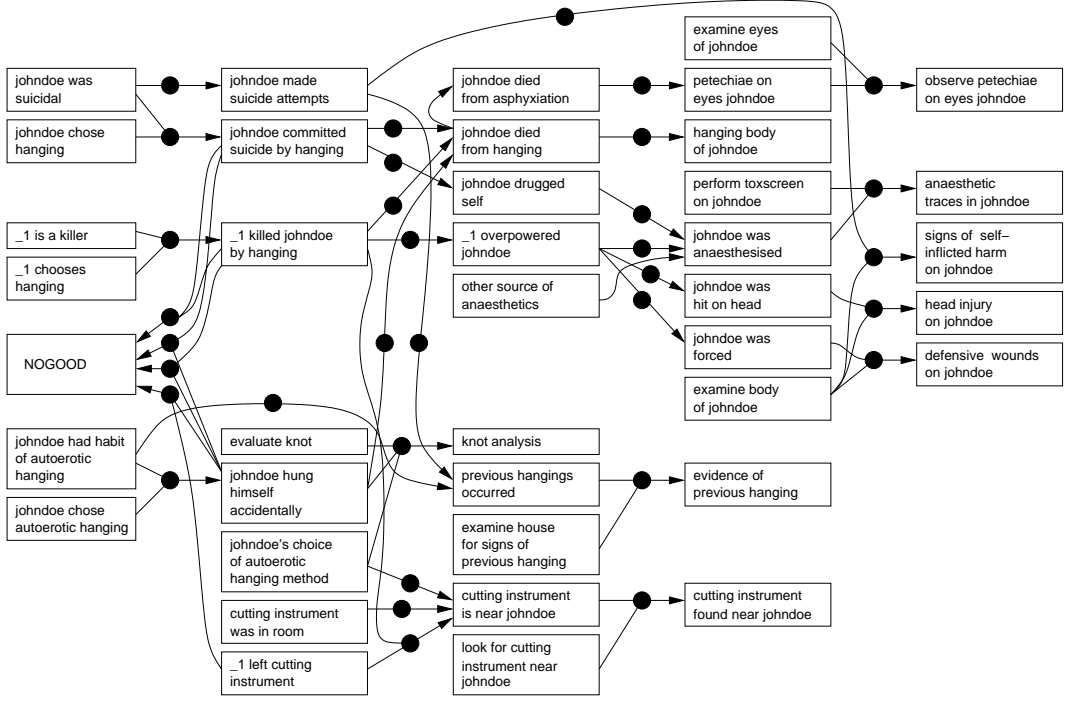 johndoe was
suicidal
johndoe chose
hanging
_1 is a killer
_1 chooses
hanging
NOGOOD
johndoe had habit
of autoerotic
hanging
johndoe chose
autoerotic hanging
johndoe made
suicide attempts
johndoe committed
suicide by hanging
_1 killed johndoe
by hanging
evaluate knot
johndoe hung
himself
accidentally
johndoe's choice
of autoerotic
hanging method
cutting instrument
was in room
_1 left cutting
instrument
johndoe died
from asphyxiation
johndoe died
from hanging
johndoe drugged
self
_1 overpowered
johndoe
other source of
anaesthetics
knot analysis
previous hangings
occurred
examine house
for signs of
previous hanging
cutting instrument
is near johndoe
look for cutting
instrument near
johndoe
examine eyes
of johndoe
petechiae on
eyes johndoe
hanging body
of johndoe
perform toxscreen
on johndoe
johndoe was
anaesthesised
johndoe was
hit on head
johndoe was
forced
examine body
of johndoe
evidence of
previous hanging
cutting instrument
found near johndoe
observe petechiae
on eyes johndoe
anaesthetic
traces in johndoe
signs of self–
inflicted harm
on johndoe
head injury
on johndoe
defensive wounds
on johndoe